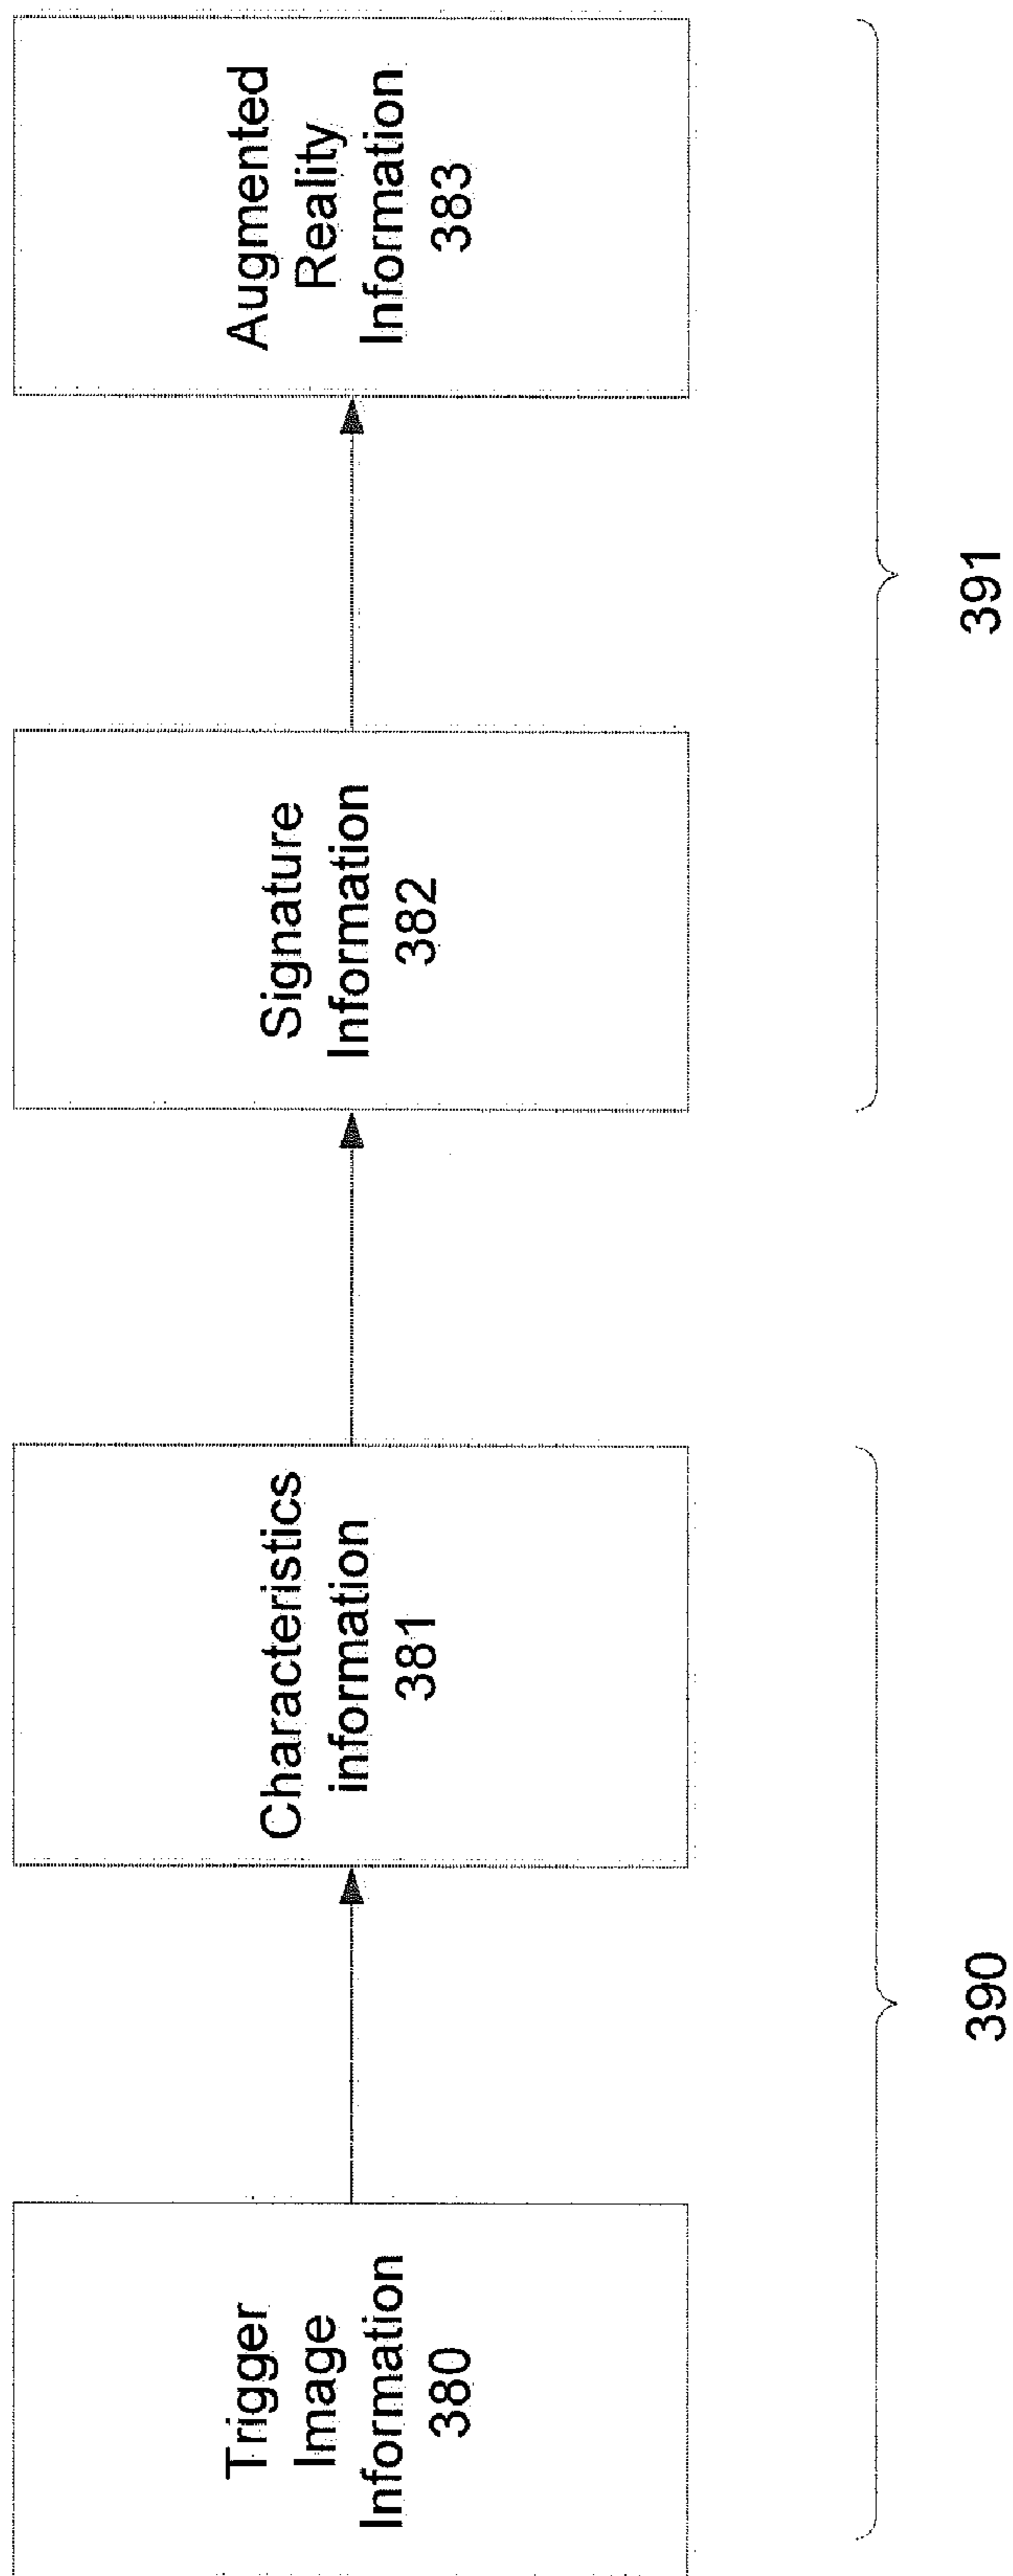 Trigger
Image
Information
380
Characteristics
information
381
Signature
Information
382
Augmented
Reality
Information
383
390
391